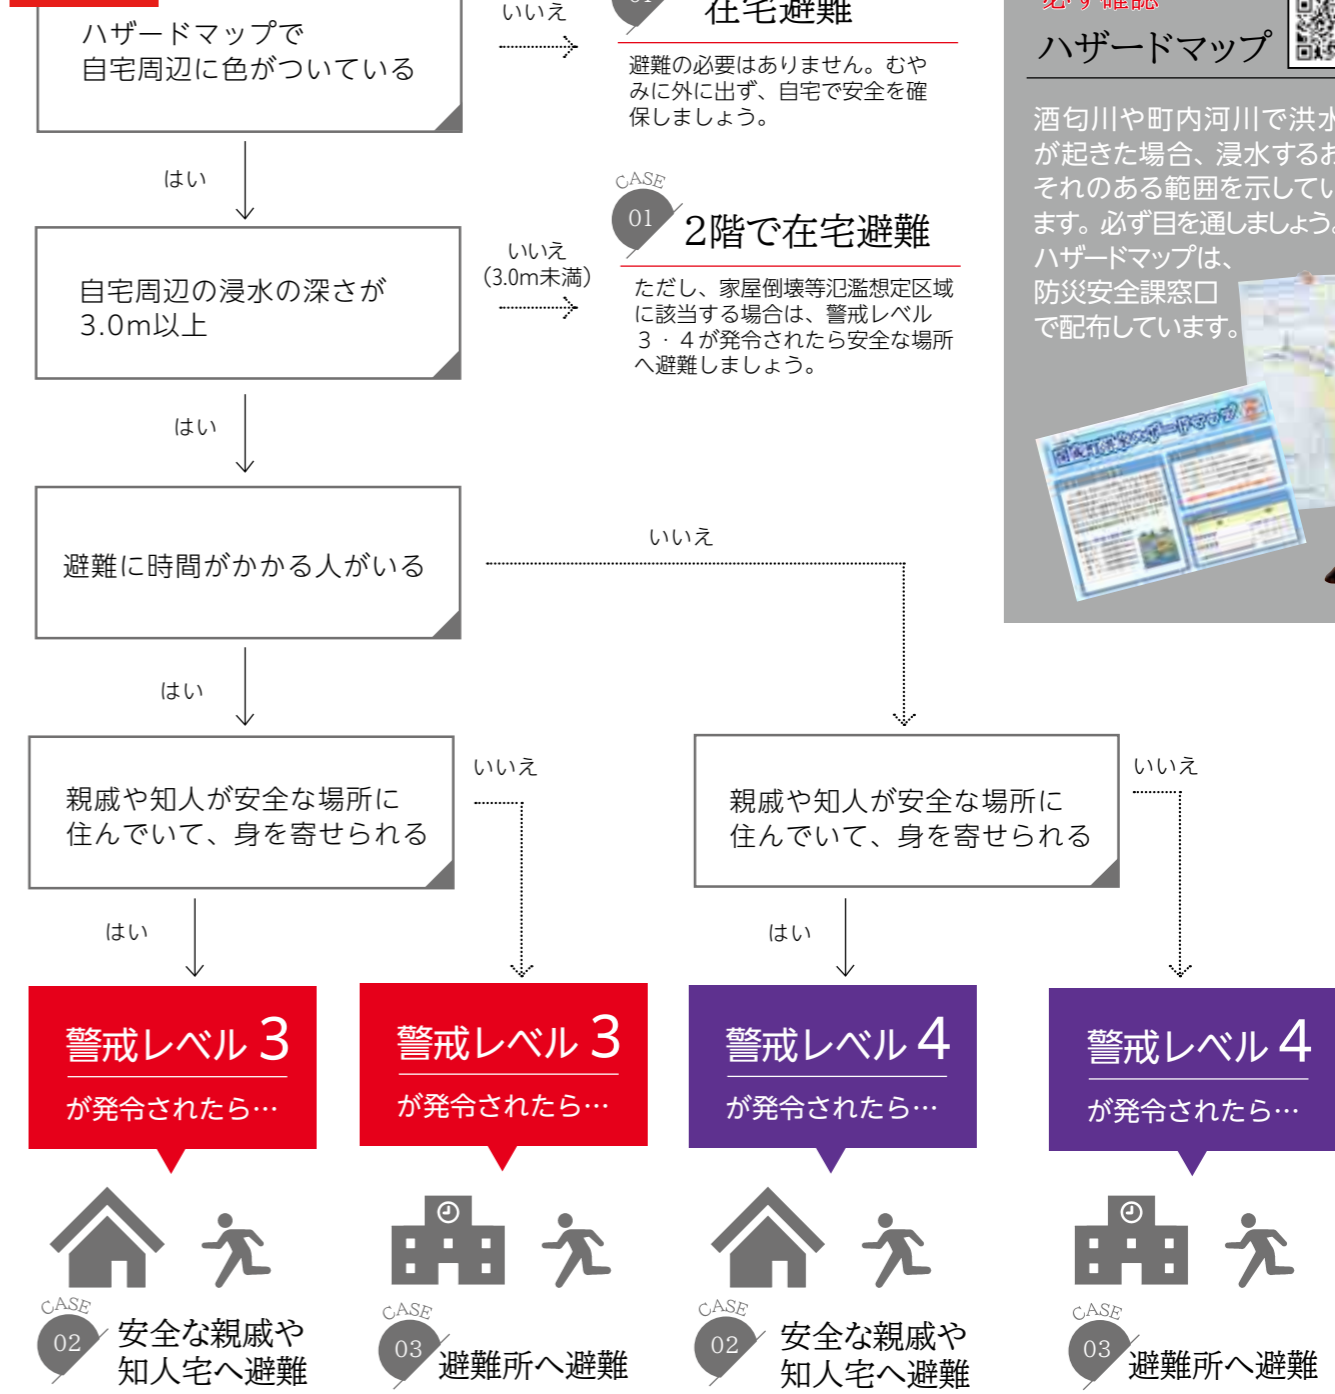 ハザードマップで
自宅周辺に色がついている
いいえ
在宅避難
避難の必要はありません。むや
みに外に出ず、自宅で安全を確
保しましょう。
はい
自宅周辺の浸水の深さが
3.0m以上
いいえ
(3.0m未満)
CASE
01
2階で在宅避難
ただし、家屋倒壊等氾濫想定区域
に該当する場合は、警戒レベル
3・4が発令されたら安全な場所
へ避難しましょう。
はい
避難に時間がかかる人がいる
いいえ
はい
親戚や知人が安全な場所に
住んでいて、身を寄せられる
いいえ
はい
親戚や知人が安全な場所に
住んでいて、身を寄せられる
いいえ
はい
警戒レベル 3
が発令されたら…
CASE
02
安全な親戚や
知人宅へ避難
警戒レベル 3
が発令されたら…
CASE
03
避難所へ避難
警戒レベル 4
が発令されたら…
CASE
02
安全な親戚や
知人宅へ避難
警戒レベル 4
が発令されたら…
CASE
03
避難所へ避難
必ず確認
ハザードマップ
酒匂川や町内河川で洪水
が起きた場合、浸水するお
それのある範囲を示してい
ます。必ず目を通しましょう。
ハザードマップは、
防災安全課窓口
で配布しています。
開成町洪水ハザードマップ